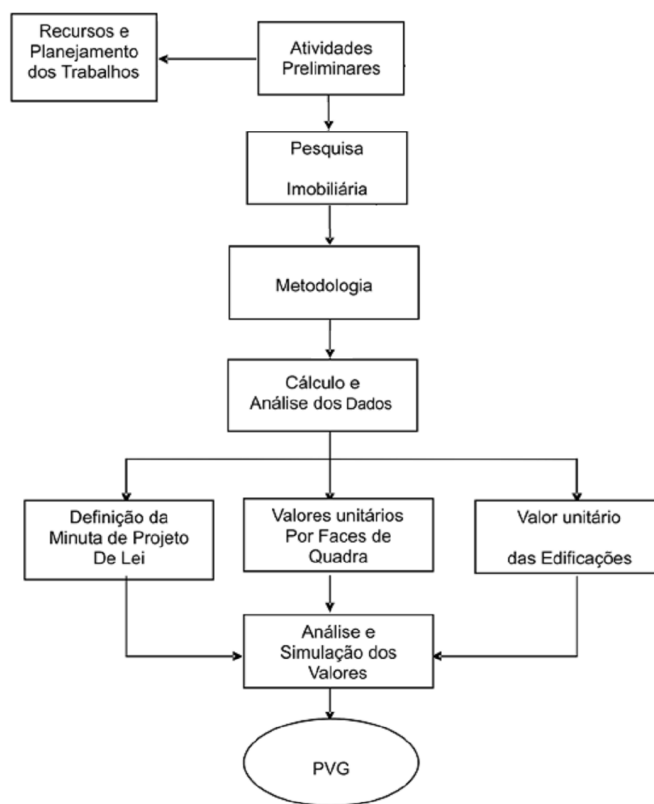 Recursos e
Planejamento
dos Trabalhos
Atividades
Preliminares
Pesquisa
Imobiliária
Metodologia
Cálculo e
Análise dos Dados
Definição da
Minuta de Projeto
De Lei
Valores unitários
Por Faces de
Quadra
Valor unitário
das Edificações
Análise e
Simulação dos
Valores
PVG